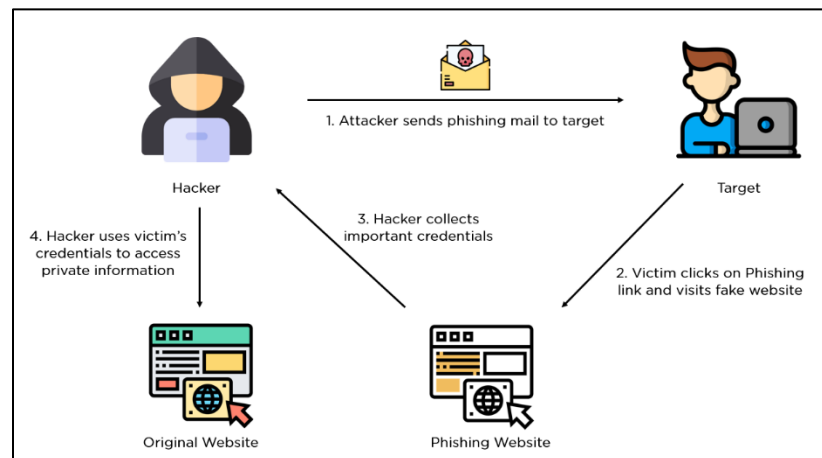 1. Attacker sends phishing mail to target
Hacker
Target
3. Hacker collects
important credentials
4. Hacker uses victim's
credentials to access
private information
2. Victim clicks on Phishing
link and visits fake website
Original Website
Phishing Website